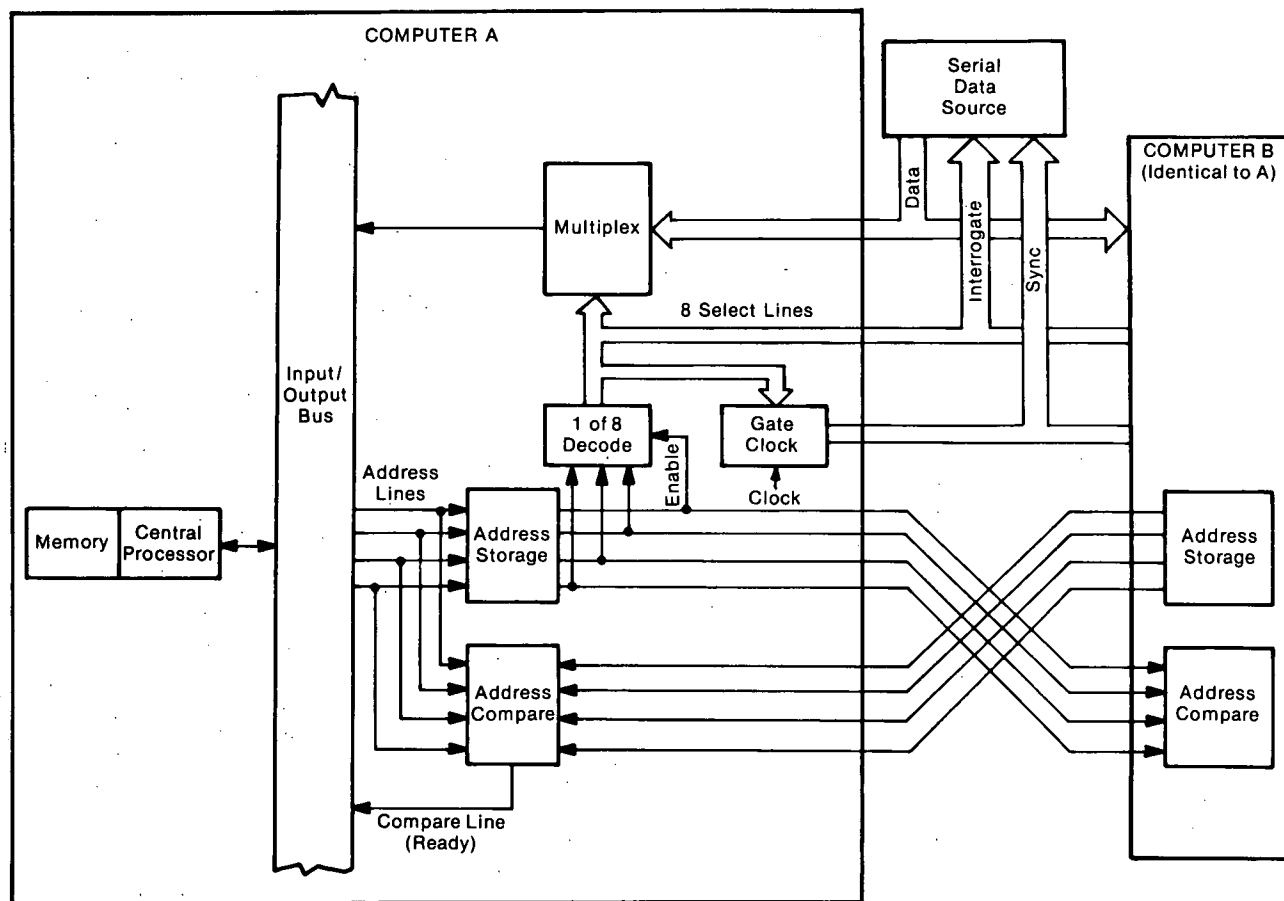 COMPUTER A
Serial
Data
Source
COMPUTER B
(Identical to A)
Data
Interrogate
Sync
Multiplex
8 Select Lines
Input/
Output
Bus
1 of 8
Decode
Gate
Clock
Enable
Clock
Address
Lines
Address
Storage
Address
Storage
Memory
Central
Processor
Address
Compare
Address
Compare
Compare Line
(Ready)